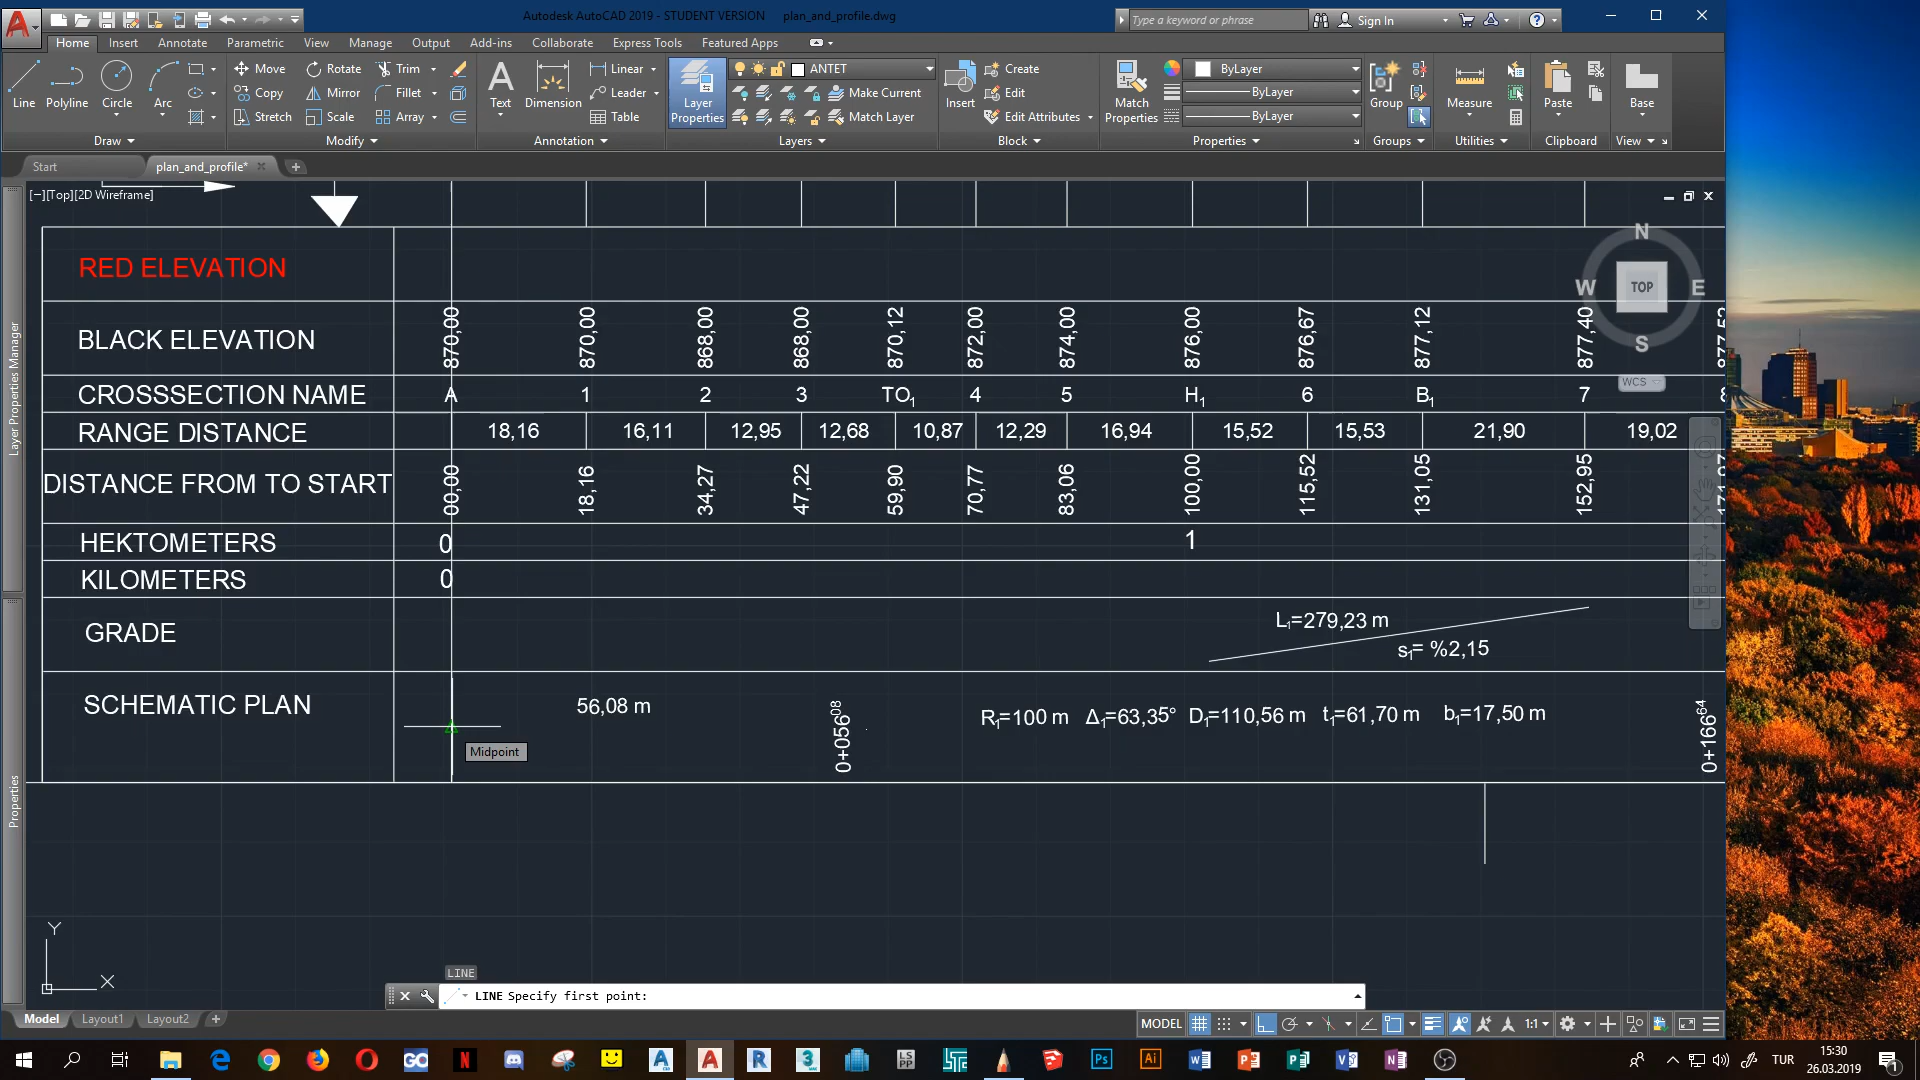 Autodesk AutoCAD 2019 - STUDENT VERSION plan_and_profile.dwg
Type a keyword or phrase
Sign In
Home Insert Annotate Parametric View Manage Output Add-ins Collaborate Express Tools Featured Apps
Line Polyline Circle Arc
Move Rotate Trim
Copy Mirror Fillet
Stretch Scale Array
Text Dimension
Linear
Leader
Table
Layer Properties
ANTET
Make Current
Match Layer
Insert
Create
Edit
Edit Attributes
Match Properties
ByLayer
ByLayer
ByLayer
Group
Measure
Paste
Base
Draw Modify Annotation Layers Block Properties Groups Utilities Clipboard View
Start plan_and_profile*
[−][Top][2D Wireframe]
Layer Properties Manager
Properties
N
W TOP E
S
WCS
RED ELEVATION
BLACK ELEVATION 870,00 870,00 868,00 868,00 870,12 872,00 874,00 876,00 876,67 877,12 877,40 877,52
CROSSSECTION NAME A 1 2 3 TO1 4 5 H1 6 B1 7 8
RANGE DISTANCE 18,16 16,11 12,95 12,68 10,87 12,29 16,94 15,52 15,53 21,90 19,02
DISTANCE FROM TO START 00,00 18,16 34,27 47,22 59,90 70,77 83,06 100,00 115,52 131,05 152,95
HEKTOMETERS 0 1
KILOMETERS 0
GRADE L1=279,23 m
s1= %2,15
SCHEMATIC PLAN 56,08 m 0+056 08 R1=100 m Δ1=63,35° D1=110,56 m t1=61,70 m b1=17,50 m 0+166 64
Midpoint
Y
X
LINE
LINE Specify first point:
Model Layout1 Layout2
MODEL 1:1
TUR
15:30
26.03.2019